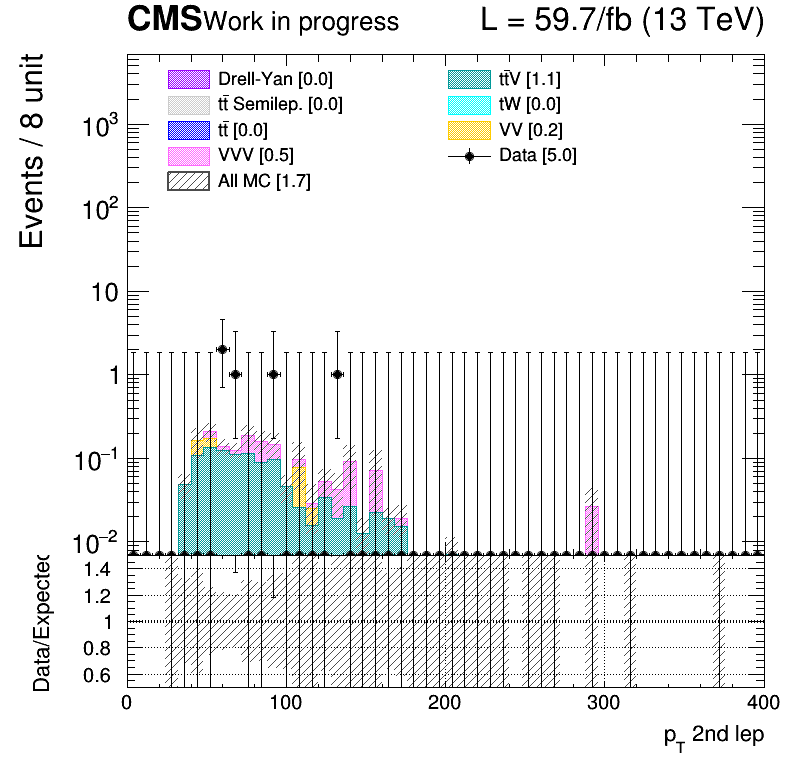 CMS Work in progress L = 59.7/fb (13 TeV)
Events / 8 unit
Drell-Yan [0.0]
tt̄ Semilep. [0.0]
tt̄ [0.0]
VVV [0.5]
All MC [1.7]
tt̄V [1.1]
tW [0.0]
VV [0.2]
Data [5.0]
10³
10²
10
1
10⁻¹
10⁻²
Data/Expected
1.4
1.2
1
0.8
0.6
0 100 200 300 400
p_T 2nd lep